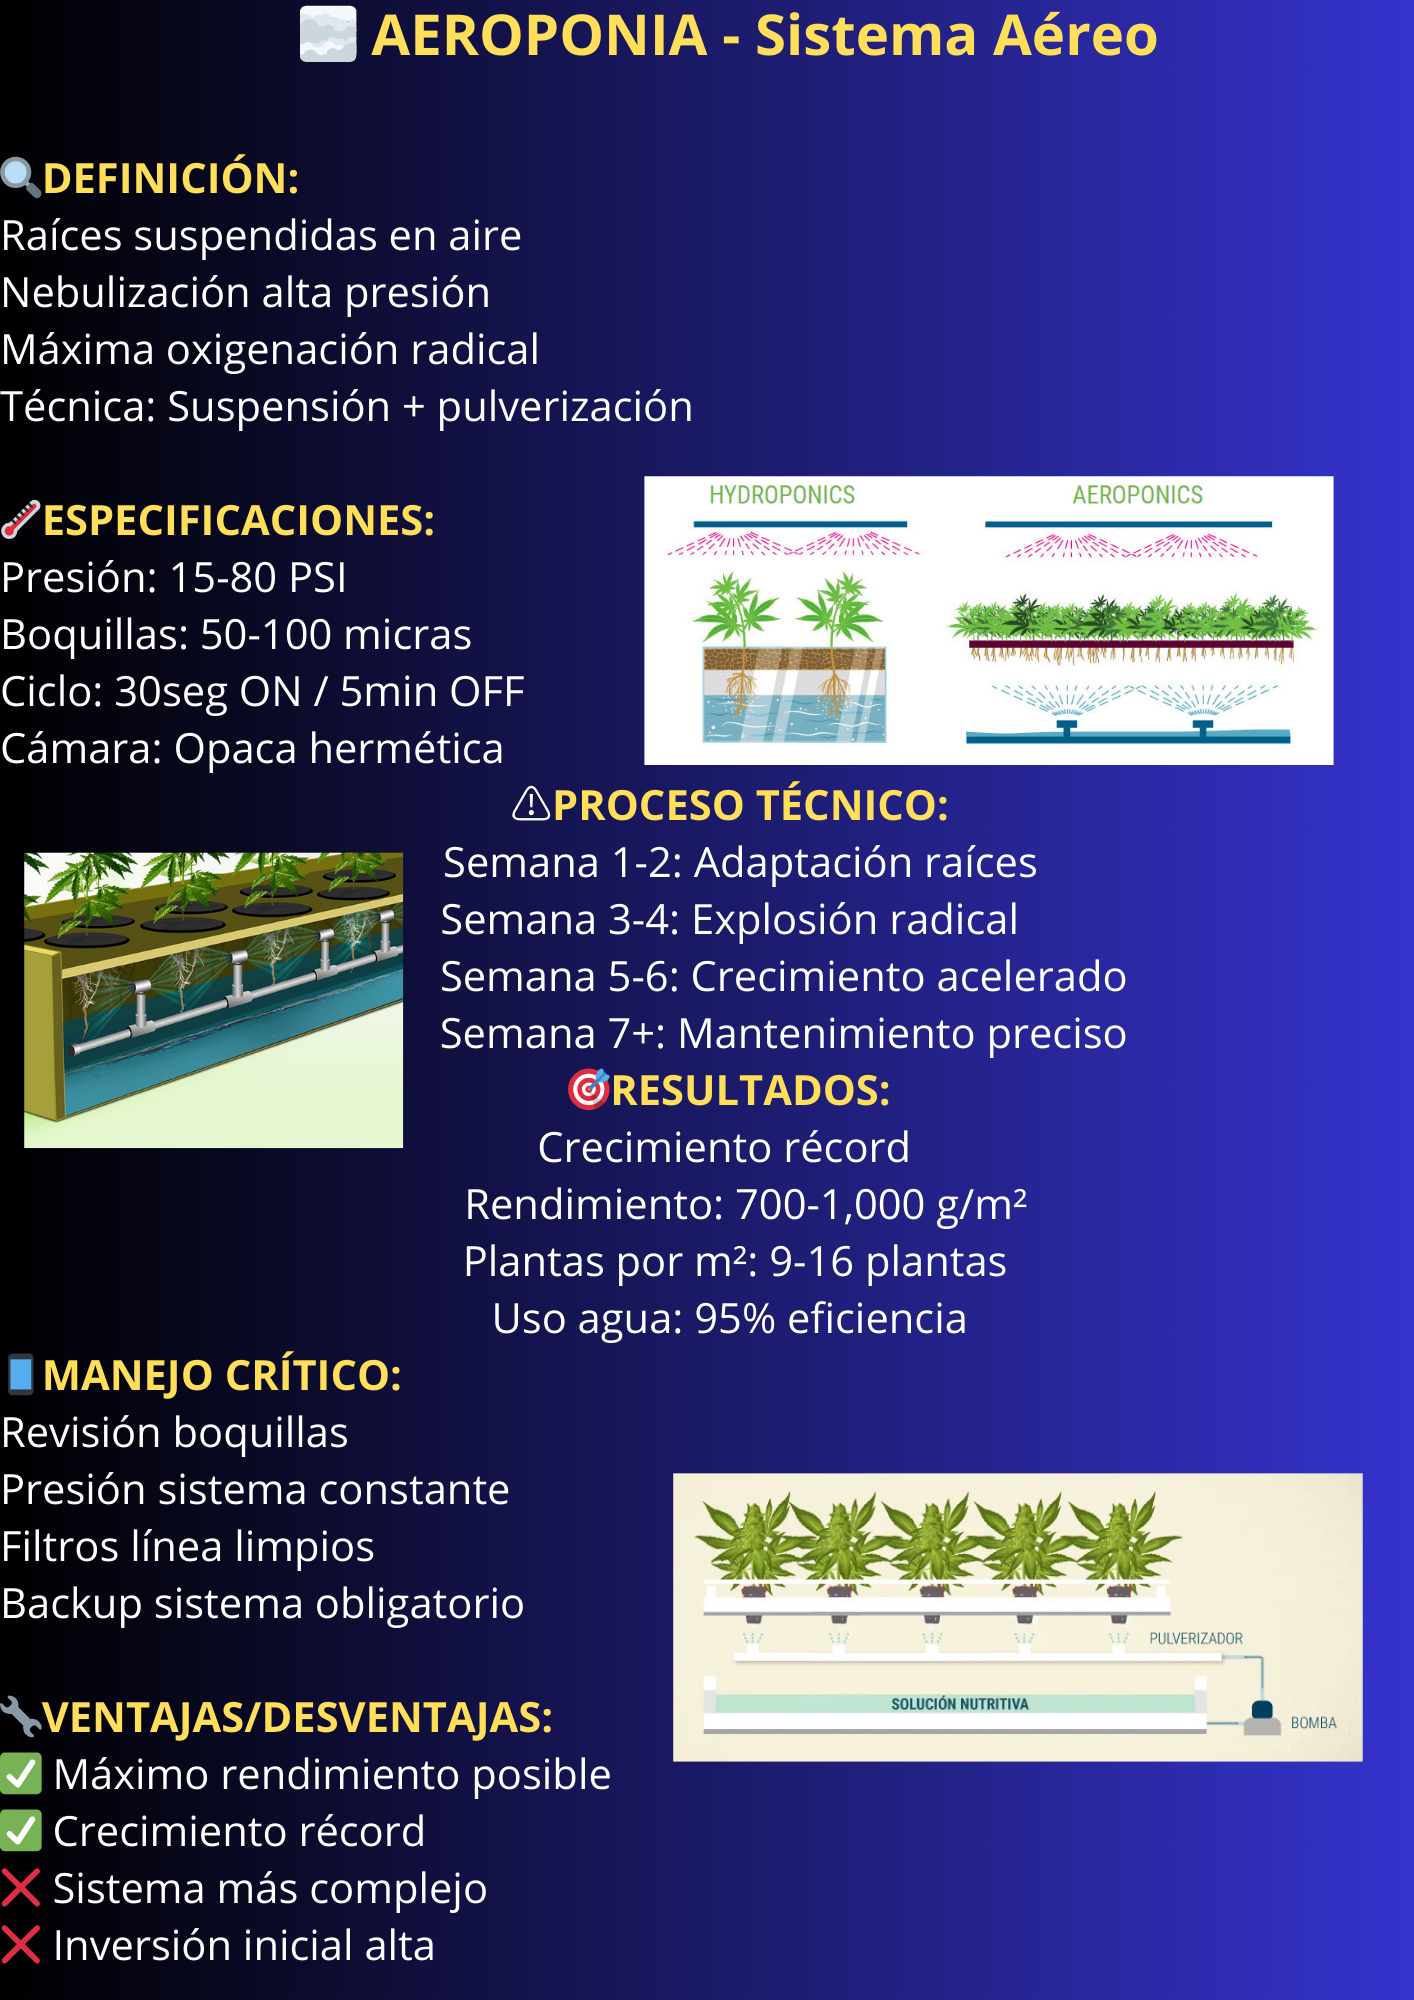 AEROPONIA - Sistema Aéreo
DEFINICIÓN:
Raíces suspendidas en aire
Nebulización alta presión
Máxima oxigenación radical
Técnica: Suspensión + pulverización
ESPECIFICACIONES:
Presión: 15-80 PSI
Boquillas: 50-100 micras
Ciclo: 30seg ON / 5min OFF
Cámara: Opaca hermética
HYDROPONICS
AEROPONICS
PROCESO TÉCNICO:
Semana 1-2: Adaptación raíces
Semana 3-4: Explosión radical
Semana 5-6: Crecimiento acelerado
Semana 7+: Mantenimiento preciso
RESULTADOS:
Crecimiento récord
Rendimiento: 700-1,000 g/m²
Plantas por m²: 9-16 plantas
Uso agua: 95% eficiencia
MANEJO CRÍTICO:
Revisión boquillas
Presión sistema constante
Filtros línea limpios
Backup sistema obligatorio
PULVERIZADOR
SOLUCIÓN NUTRITIVA
BOMBA
VENTAJAS/DESVENTAJAS:
✅ Máximo rendimiento posible
✅ Crecimiento récord
❌ Sistema más complejo
❌ Inversión inicial alta